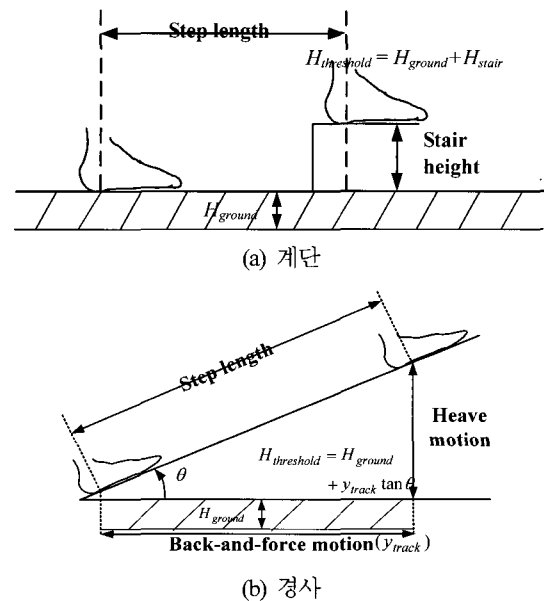 Step length
H_threshold = H_ground + H_stair
Stair
height
H_ground
(a) 계단
Step length
Heave
motion
θ
H_threshold = H_ground
+ y_track tan θ
H_ground
Back-and-force motion(y_track)
(b) 경사